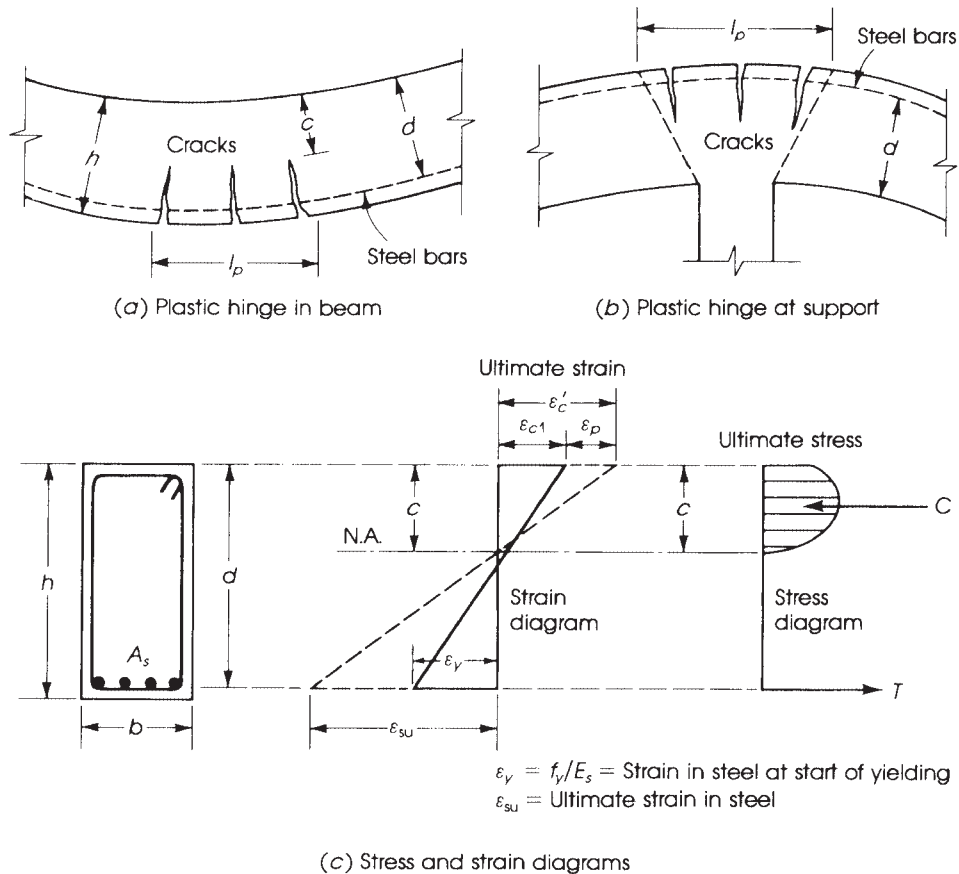 l_p
Steel bars
c
d
h
Cracks
Cracks
d
l_p
Steel bars
(a) Plastic hinge in beam
(b) Plastic hinge at support
Ultimate strain
ε_c′
ε_c1
ε_p
Ultimate stress
c
c
C
N.A.
h
d
Strain
diagram
Stress
diagram
A_s
ε_y
T
b
ε_su
ε_y = f_y/E_s = Strain in steel at start of yielding
ε_su = Ultimate strain in steel
(c) Stress and strain diagrams